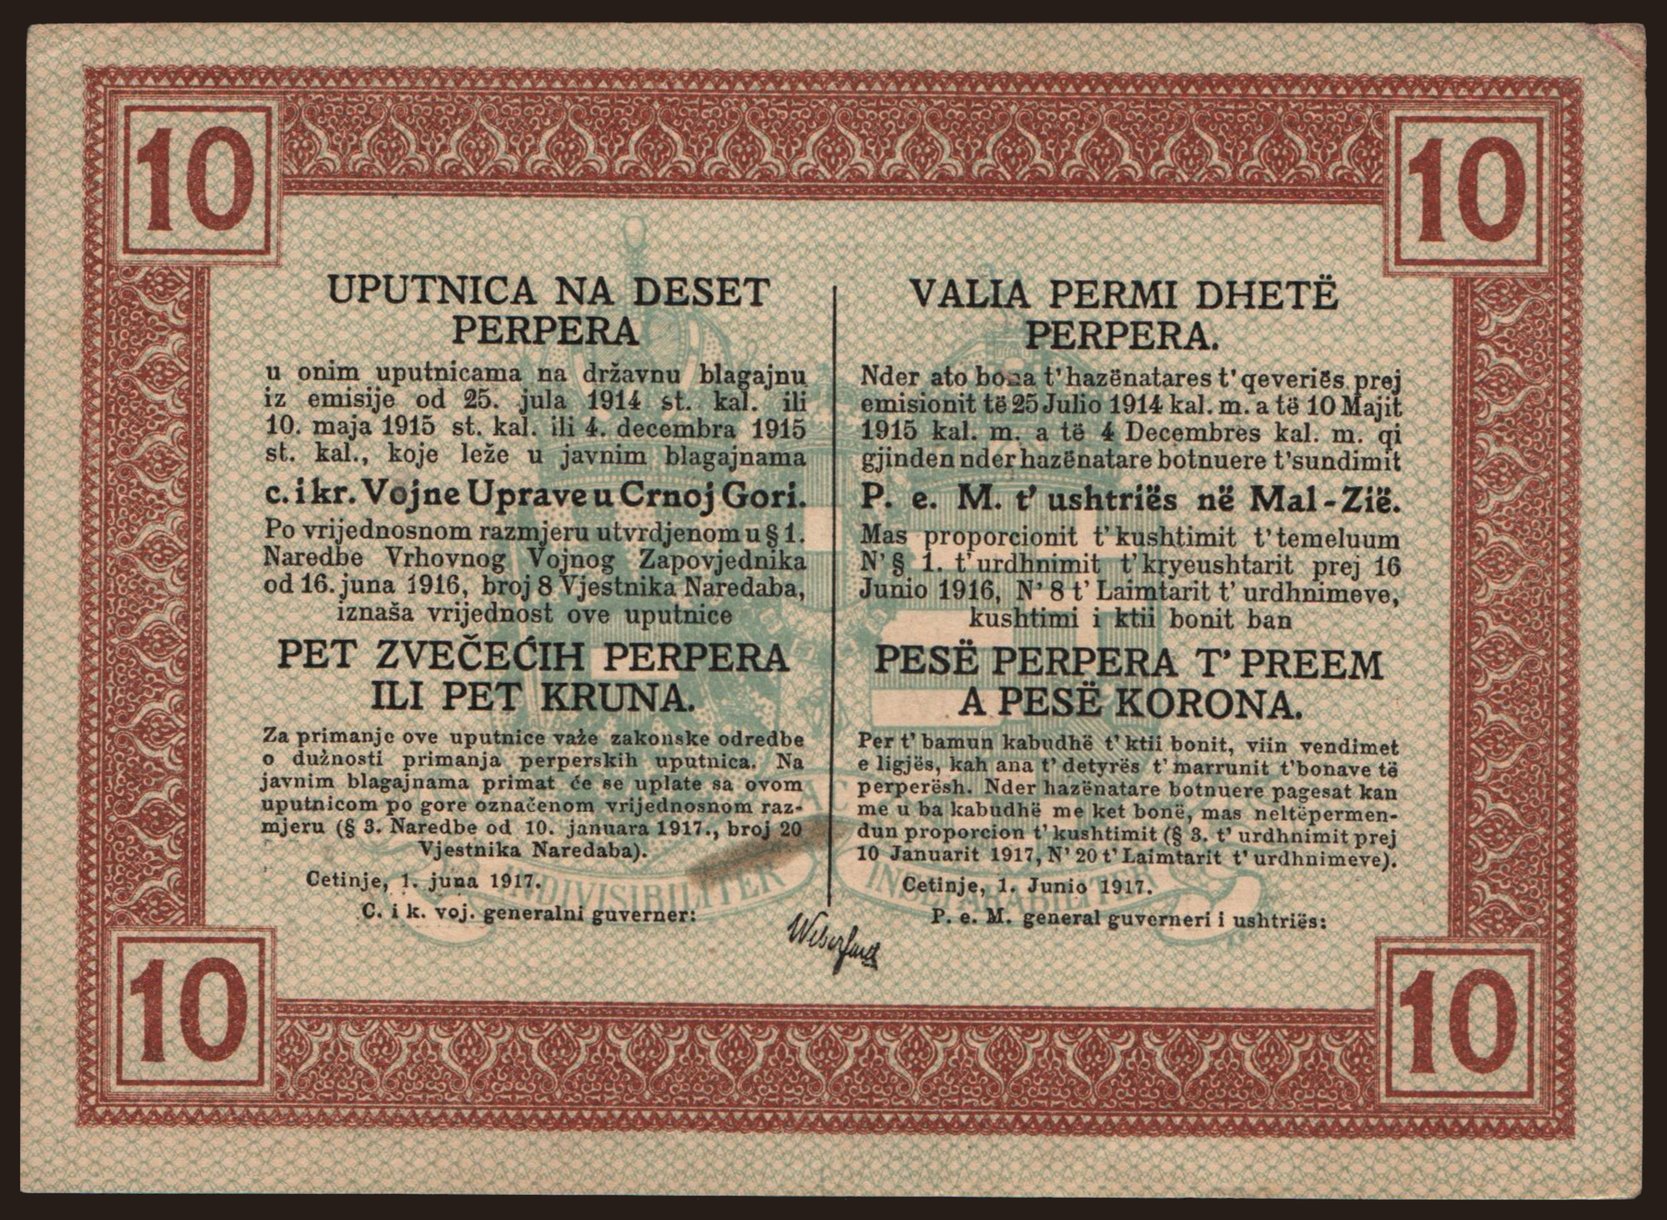 10
10
UPUTNICA NA DESET
PERPERA
u onim uputnicama na državnu blagajnu
iz emisije od 25. jula 1914 st. kal. ili
10. maja 1915 st. kal. ili 4. decembra 1915
st. kal., koje leže u javnim blagajnama
c. i kr. Vojne Uprave u Crnoj Gori.
Po vrijednosnom razmjeru utvrdjenom u § 1.
Naredbe Vrhovnog Vojnog Zapovjednika
od 16. juna 1916, broj 8 Vjestnika Naredaba,
iznaša vrijednost ove uputnice
PET ZVEČEĆIH PERPERA
ILI PET KRUNA.
Za primanje ove uputnice važe zakonske odredbe
o dužnosti primanja perperskih uputnica. Na
javnim blagajnama primat će se uplate sa ovom
uputnicom po gore označenom vrijednosnom raz-
mjeru (§ 3. Naredbe od 10. januara 1917., broj 20
Vjestnika Naredaba).
Cetinje, 1. juna 1917.
C. i k. voj. generalni guverner:
VALIA PERMI DHETË
PERPERA.
Nder ato bona t' hazënatares t' qeveriës prej
emisionit të 25 Julio 1914 kal. m. a të 10 Majit
1915 kal. m. a të 4 Decembres kal. m. qi
gjinden nder hazënatare botnuere t'sundimit
P. e. M. t' ushtriës në Mal-Zië.
Mas proporcionit t' kushtimit t' temeluum
N' § 1. t' urdhnimit t' kryeushtarit prej 16
Junio 1916, N' 8 t' Laimtarit t' urdhnimeve,
kushtimi i ktii bonit ban
PESË PERPERA T' PREEM
A PESË KORONA.
Per t' bamun kabudhë t' ktii bonit, viin vendimet
e ligjës, kah ana t' detyrës t' marrunit t'bonave të
perperësh. Nder hazënatare botnuere pagesat kan
me u ba kabudhë me ket bonë, mas neltëpermen-
dun proporcion t' kushtimit (§ 3. t' urdhnimit prej
10 Januarit 1917, N' 20 t' Laimtarit t' urdhnimeve).
Cetinje, 1. Junio 1917.
P. e. M. general guverneri i ushtriës:
INDIVISIBILITER AC INSEPARABILITER
10
10